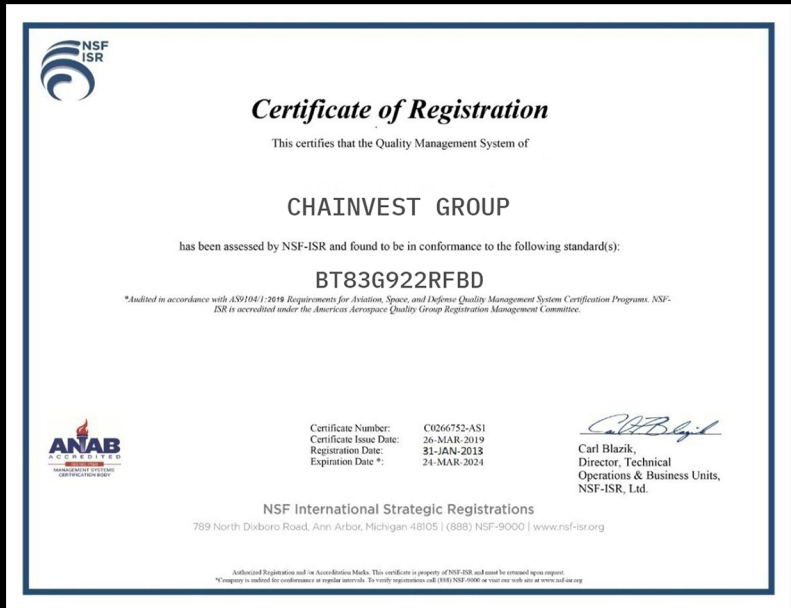 NSF
ISR
Certificate of Registration
This certifies that the Quality Management System of
CHAINVEST GROUP
has been assessed by NSF-ISR and found to be in conformance to the following standard(s):
BT83G922RFBD
*Audited in accordance with AS9104/1:2019 Requirements for Aviation, Space, and Defense Quality Management System Certification Programs. NSF-
ISR is accredited under the Americas Aerospace Quality Group Registration Management Committee.
Certificate Number: C0266752-AS1
Certificate Issue Date: 26-MAR-2019
Registration Date: 31-JAN-2013
Expiration Date *: 24-MAR-2024
ANAB
ACCREDITED
MANAGEMENT SYSTEMS
CERTIFICATION BODY
Carl Blazik
Carl Blazik,
Director, Technical
Operations & Business Units,
NSF-ISR, Ltd.
NSF International Strategic Registrations
789 North Dixboro Road, Ann Arbor, Michigan 48105 | (888) NSF-9000 | www.nsf-isr.org
Authorized Registration and /or Accreditation Marks. This certificate is property of NSF-ISR and must be returned upon request.
*Company is audited for conformance at regular intervals. To verify registrations call (888) NSF-9000 or visit our web site at www.nsf-isr.org